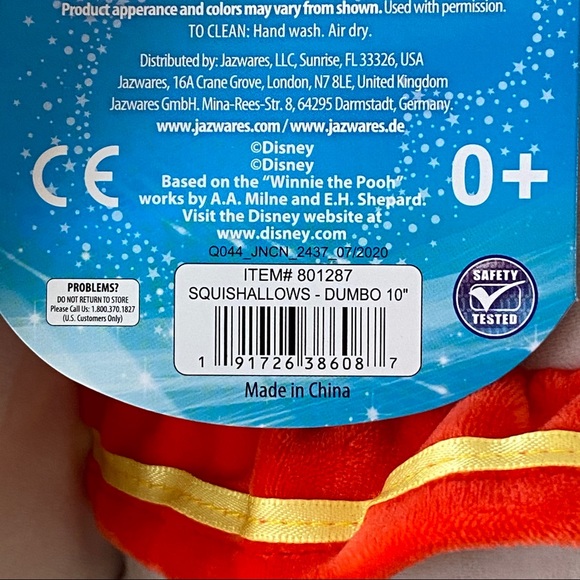 Product apperance and colors may vary from shown. Used with permission.
TO CLEAN: Hand wash. Air dry.
Distributed by: Jazwares, LLC, Sunrise, FL 33326, USA
Jazwares, 16A Crane Grove, London, N7 8LE, United Kingdom
Jazwares GmbH. Mina-Rees-Str. 8, 64295 Darmstadt, Germany.
www.jazwares.com / www.jazwares.de
©Disney
©Disney
Based on the "Winnie the Pooh"
works by A.A. Milne and E.H. Shepard.
Visit the Disney website at
www.disney.com
CE
0+
Q044_JNCN_2437_07/2020
PROBLEMS?
DO NOT RETURN TO STORE
Please Call Us: 1.800.370.1827
(U.S. Customers Only)
ITEM# 801287
SQUISHALLOWS - DUMBO 10"
1 91726 38608 7
SAFETY
TESTED
Made in China